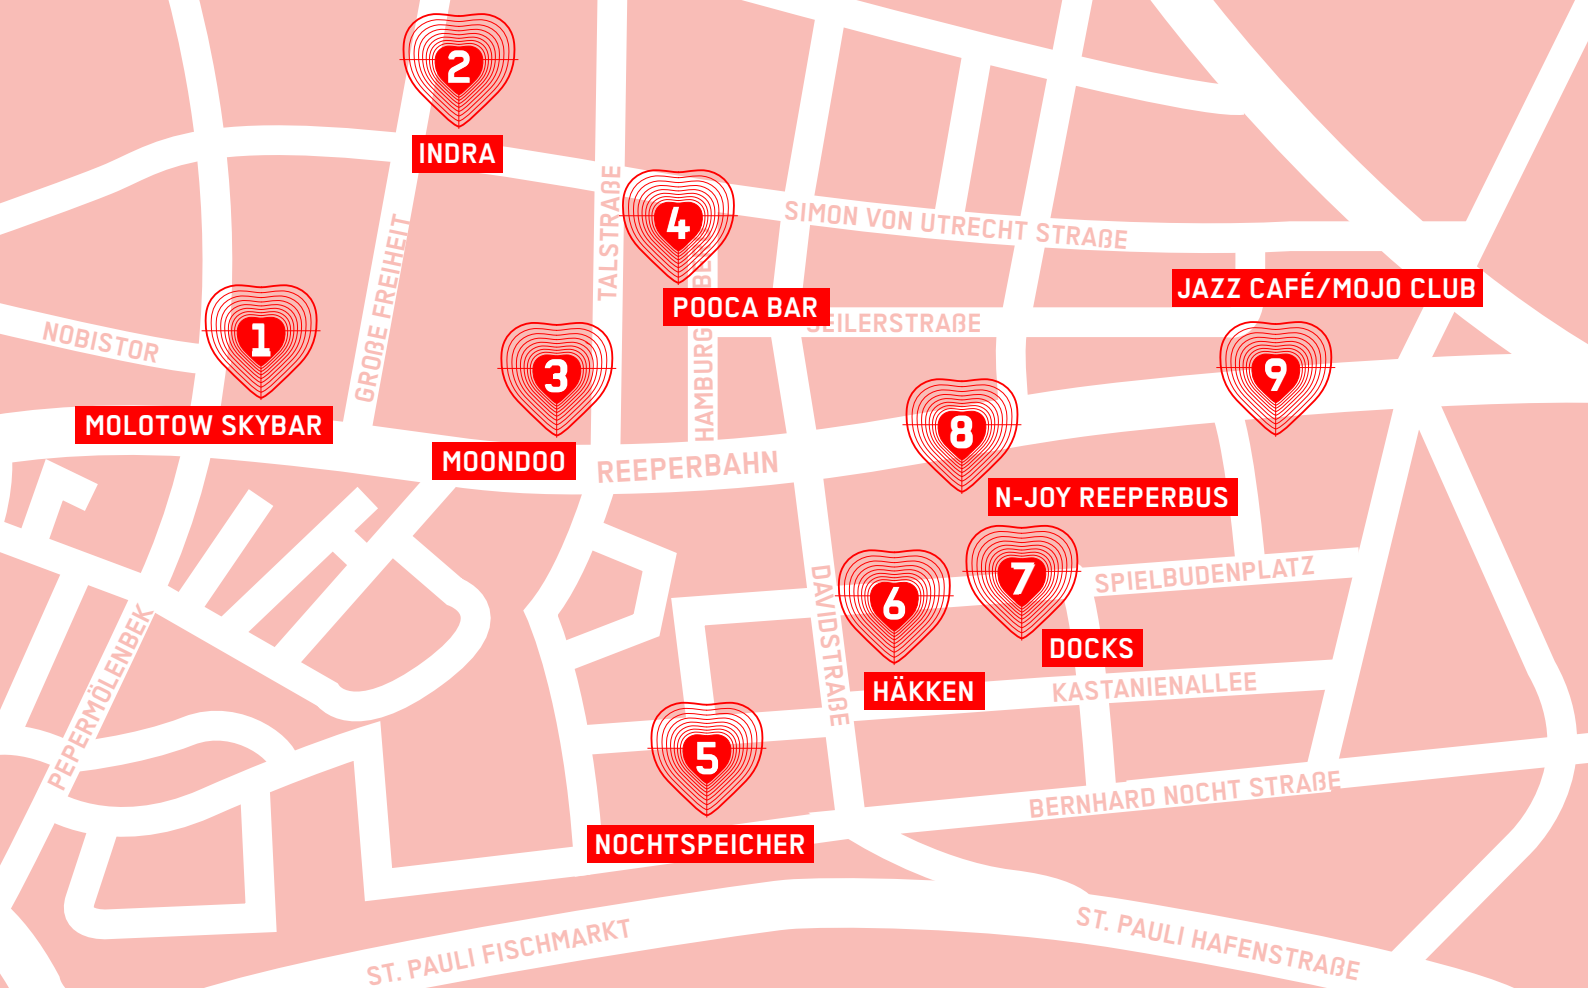 2
INDRA
TALSTRAßE
4
SIMON VON UTRECHT STRAßE
GROßE FREIHEIT
JAZZ CAFÉ/MOJO CLUB
POOCA BAR
SEILERSTRAßE
NOBISTOR
1
3
HAMBURG
9
MOLOTOW SKYBAR
8
MOONDOO
REEPERBAHN
N-JOY REEPERBUS
7
SPIELBUDENPLATZ
6
DAVIDSTRAßE
DOCKS
PEPERMÖLENBEK
HÄKKEN
KASTANIENALLEE
5
BERNHARD NOCHT STRAßE
NOCHTSPEICHER
ST. PAULI FISCHMARKT
ST. PAULI HAFENSTRAßE